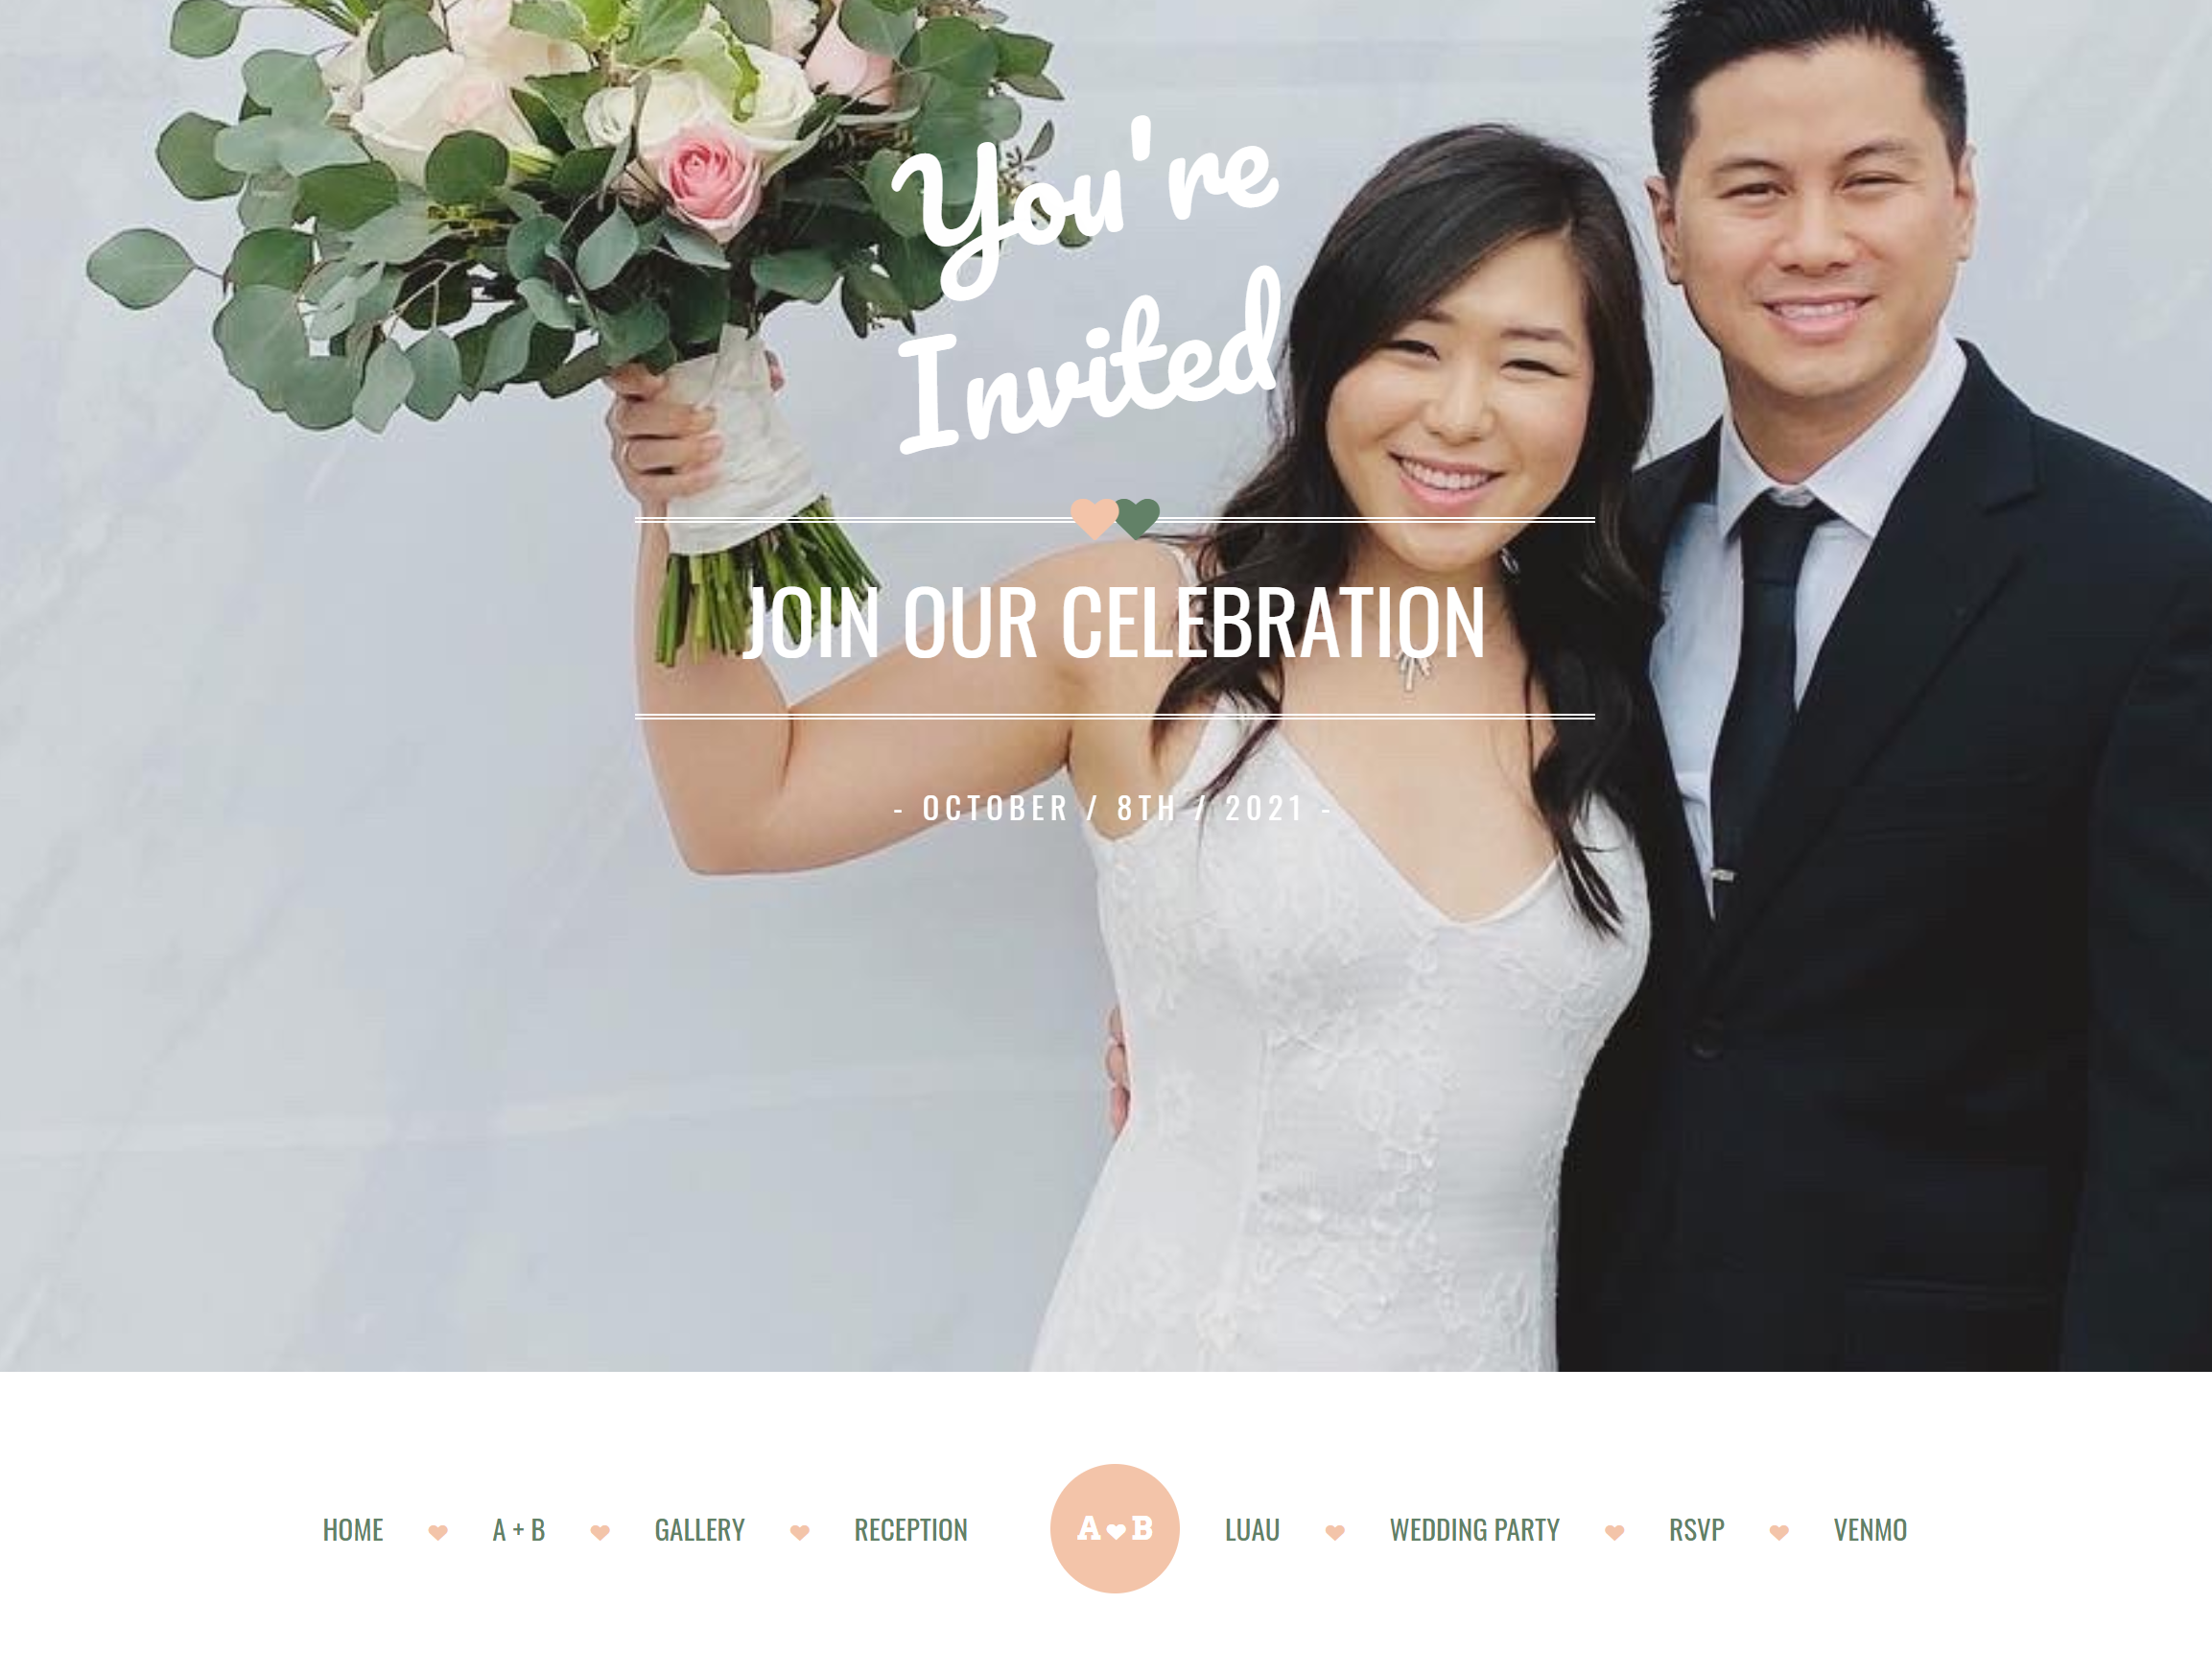 You're
Invited
JOIN OUR CELEBRATION
- OCTOBER / 8TH / 2021 -
HOME A + B GALLERY RECEPTION A B LUAU WEDDING PARTY RSVP VENMO